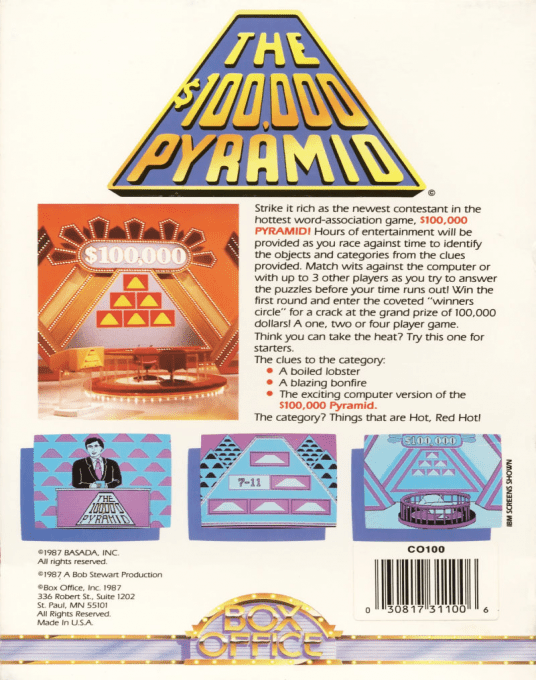 THE
$100,000
PYRAMID
©
Strike it rich as the newest contestant in the
hottest word-association game, $100,000
PYRAMID! Hours of entertainment will be
provided as you race against time to identify
the objects and categories from the clues
provided. Match wits against the computer or
with up to 3 other players as you try to answer
the puzzles before your time runs out! Win the
first round and enter the coveted "winners
circle" for a crack at the grand prize of 100,000
dollars! A one, two or four player game.
Think you can take the heat? Try this one for
starters.
The clues to the category:
• A boiled lobster
• A blazing bonfire
• The exciting computer version of the
$100,000 Pyramid.
The category? Things that are Hot, Red Hot!
$100,000
THE
100000
PYRAMID
7-11
$100,000
IBM SCREENS SHOWN
©1987 BASADA, INC.
All rights reserved.
©1987 A Bob Stewart Production
©Box Office, Inc. 1987
336 Robert St., Suite 1202
St. Paul, MN 55101
All Rights Reserved.
Made In U.S.A.
CO100
0 30817 31100 6
BOX
OFFICE